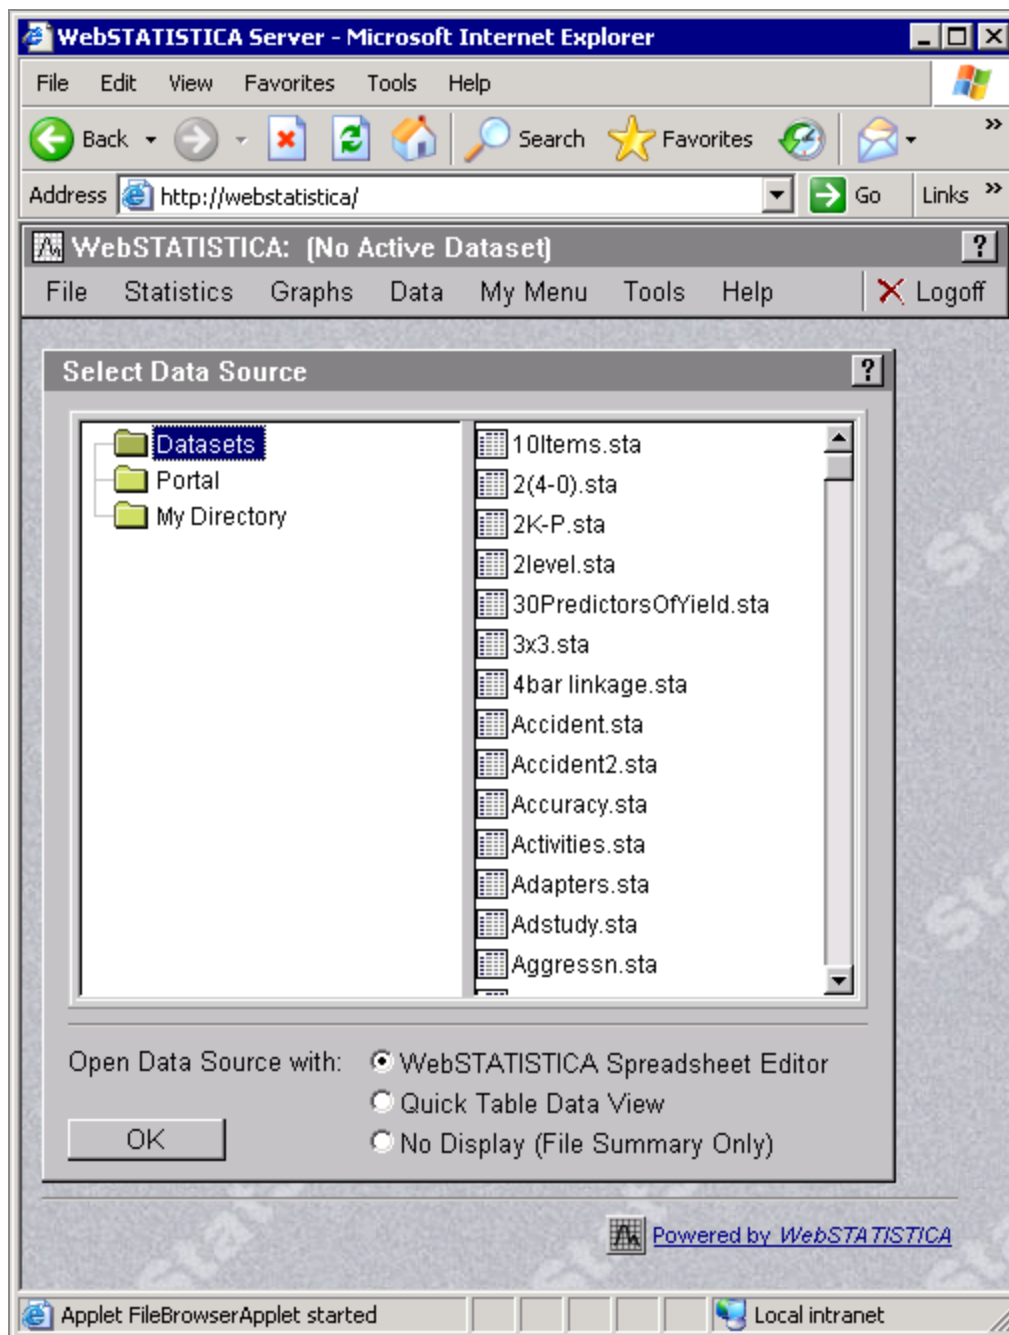 WebSTATISTICA Server - Microsoft Internet Explorer
File Edit View Favorites Tools Help
Back Search Favorites »
Address http://webstatistica/ Go Links »
WebSTATISTICA: (No Active Dataset) ?
File Statistics Graphs Data My Menu Tools Help Logoff
Select Data Source ?
Datasets
Portal
My Directory
10Items.sta
2(4-0).sta
2K-P.sta
2level.sta
30PredictorsOfYield.sta
3x3.sta
4bar linkage.sta
Accident.sta
Accident2.sta
Accuracy.sta
Activities.sta
Adapters.sta
Adstudy.sta
Aggressn.sta
Open Data Source with: WebSTATISTICA Spreadsheet Editor
Quick Table Data View
No Display (File Summary Only)
OK
Powered by WebSTATISTICA
Applet FileBrowserApplet started Local intranet